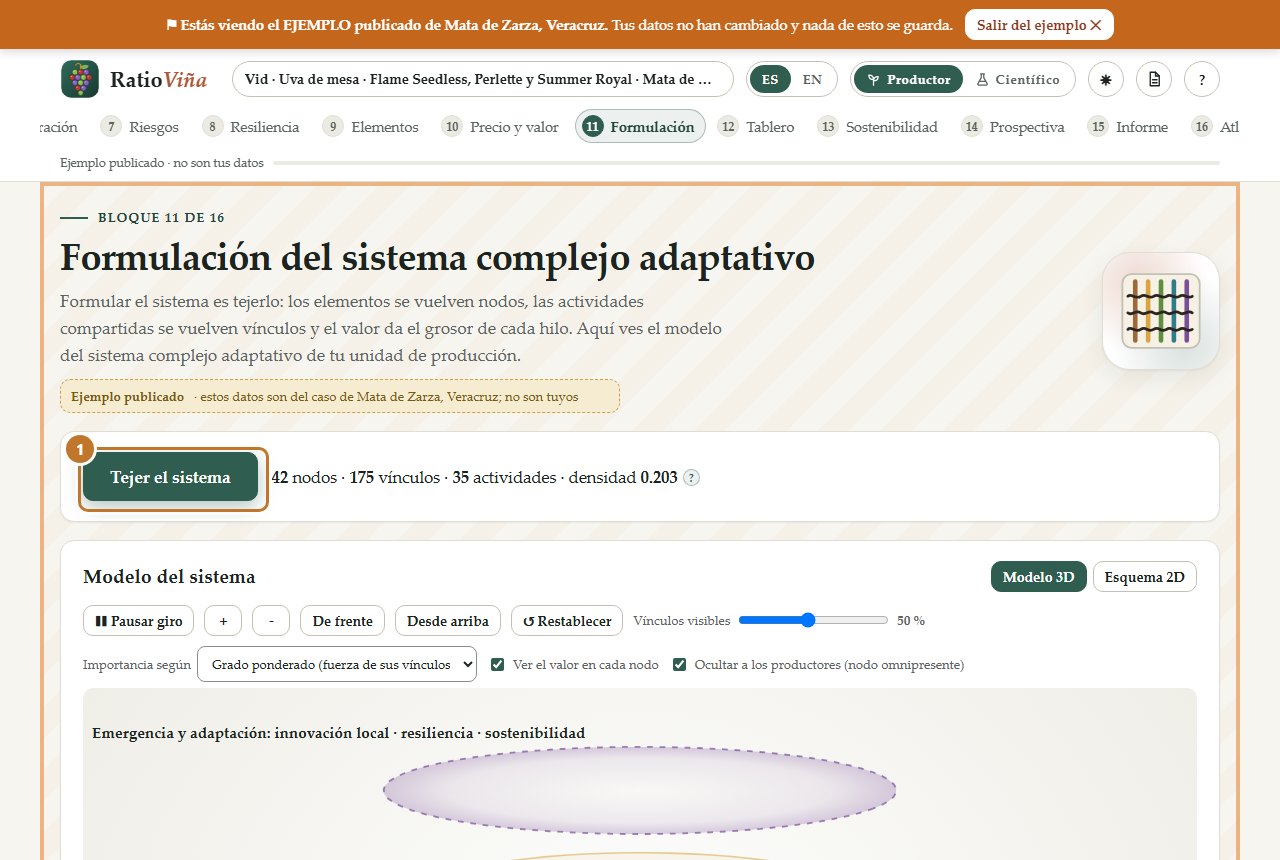 ⚑ Estás viendo el EJEMPLO publicado de Mata de Zarza, Veracruz. Tus datos no han cambiado y nada de esto se guarda. Salir del ejemplo ✕
RatioViña
Vid · Uva de mesa · Flame Seedless, Perlette y Summer Royal · Mata de …
ES EN
Productor Científico
?
ración 7 Riesgos 8 Resiliencia 9 Elementos 10 Precio y valor 11 Formulación 12 Tablero 13 Sostenibilidad 14 Prospectiva 15 Informe 16 Atl
Ejemplo publicado · no son tus datos
BLOQUE 11 DE 16
Formulación del sistema complejo adaptativo
Formular el sistema es tejerlo: los elementos se vuelven nodos, las actividades
compartidas se vuelven vínculos y el valor da el grosor de cada hilo. Aquí ves el modelo
del sistema complejo adaptativo de tu unidad de producción.
Ejemplo publicado · estos datos son del caso de Mata de Zarza, Veracruz; no son tuyos
1
Tejer el sistema 42 nodos · 175 vínculos · 35 actividades · densidad 0.203 ?
Modelo del sistema Modelo 3D Esquema 2D
Pausar giro + - De frente Desde arriba ↺ Restablecer Vínculos visibles 50 %
Importancia según Grado ponderado (fuerza de sus vínculos Ver el valor en cada nodo Ocultar a los productores (nodo omnipresente)
Emergencia y adaptación: innovación local · resiliencia · sostenibilidad